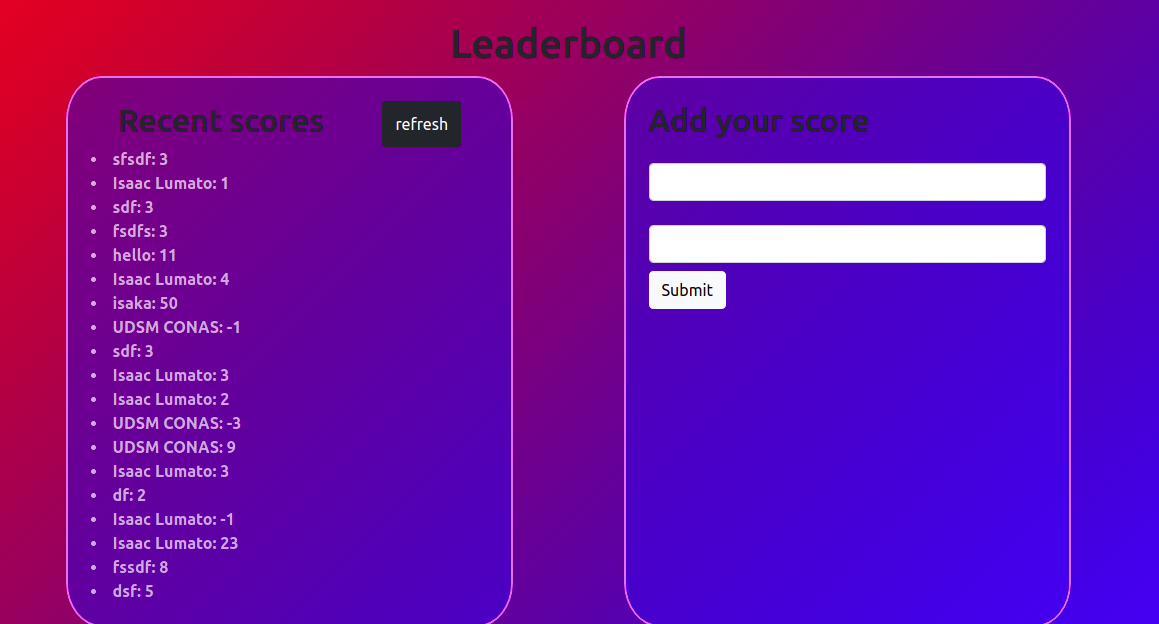 Leaderboard
Recent scores
refresh
sfsdf: 3
Isaac Lumato: 1
sdf: 3
fsdfs: 3
hello: 11
Isaac Lumato: 4
isaka: 50
UDSM CONAS: -1
sdf: 3
Isaac Lumato: 3
Isaac Lumato: 2
UDSM CONAS: -3
UDSM CONAS: 9
Isaac Lumato: 3
df: 2
Isaac Lumato: -1
Isaac Lumato: 23
fssdf: 8
dsf: 5
Add your score
Submit